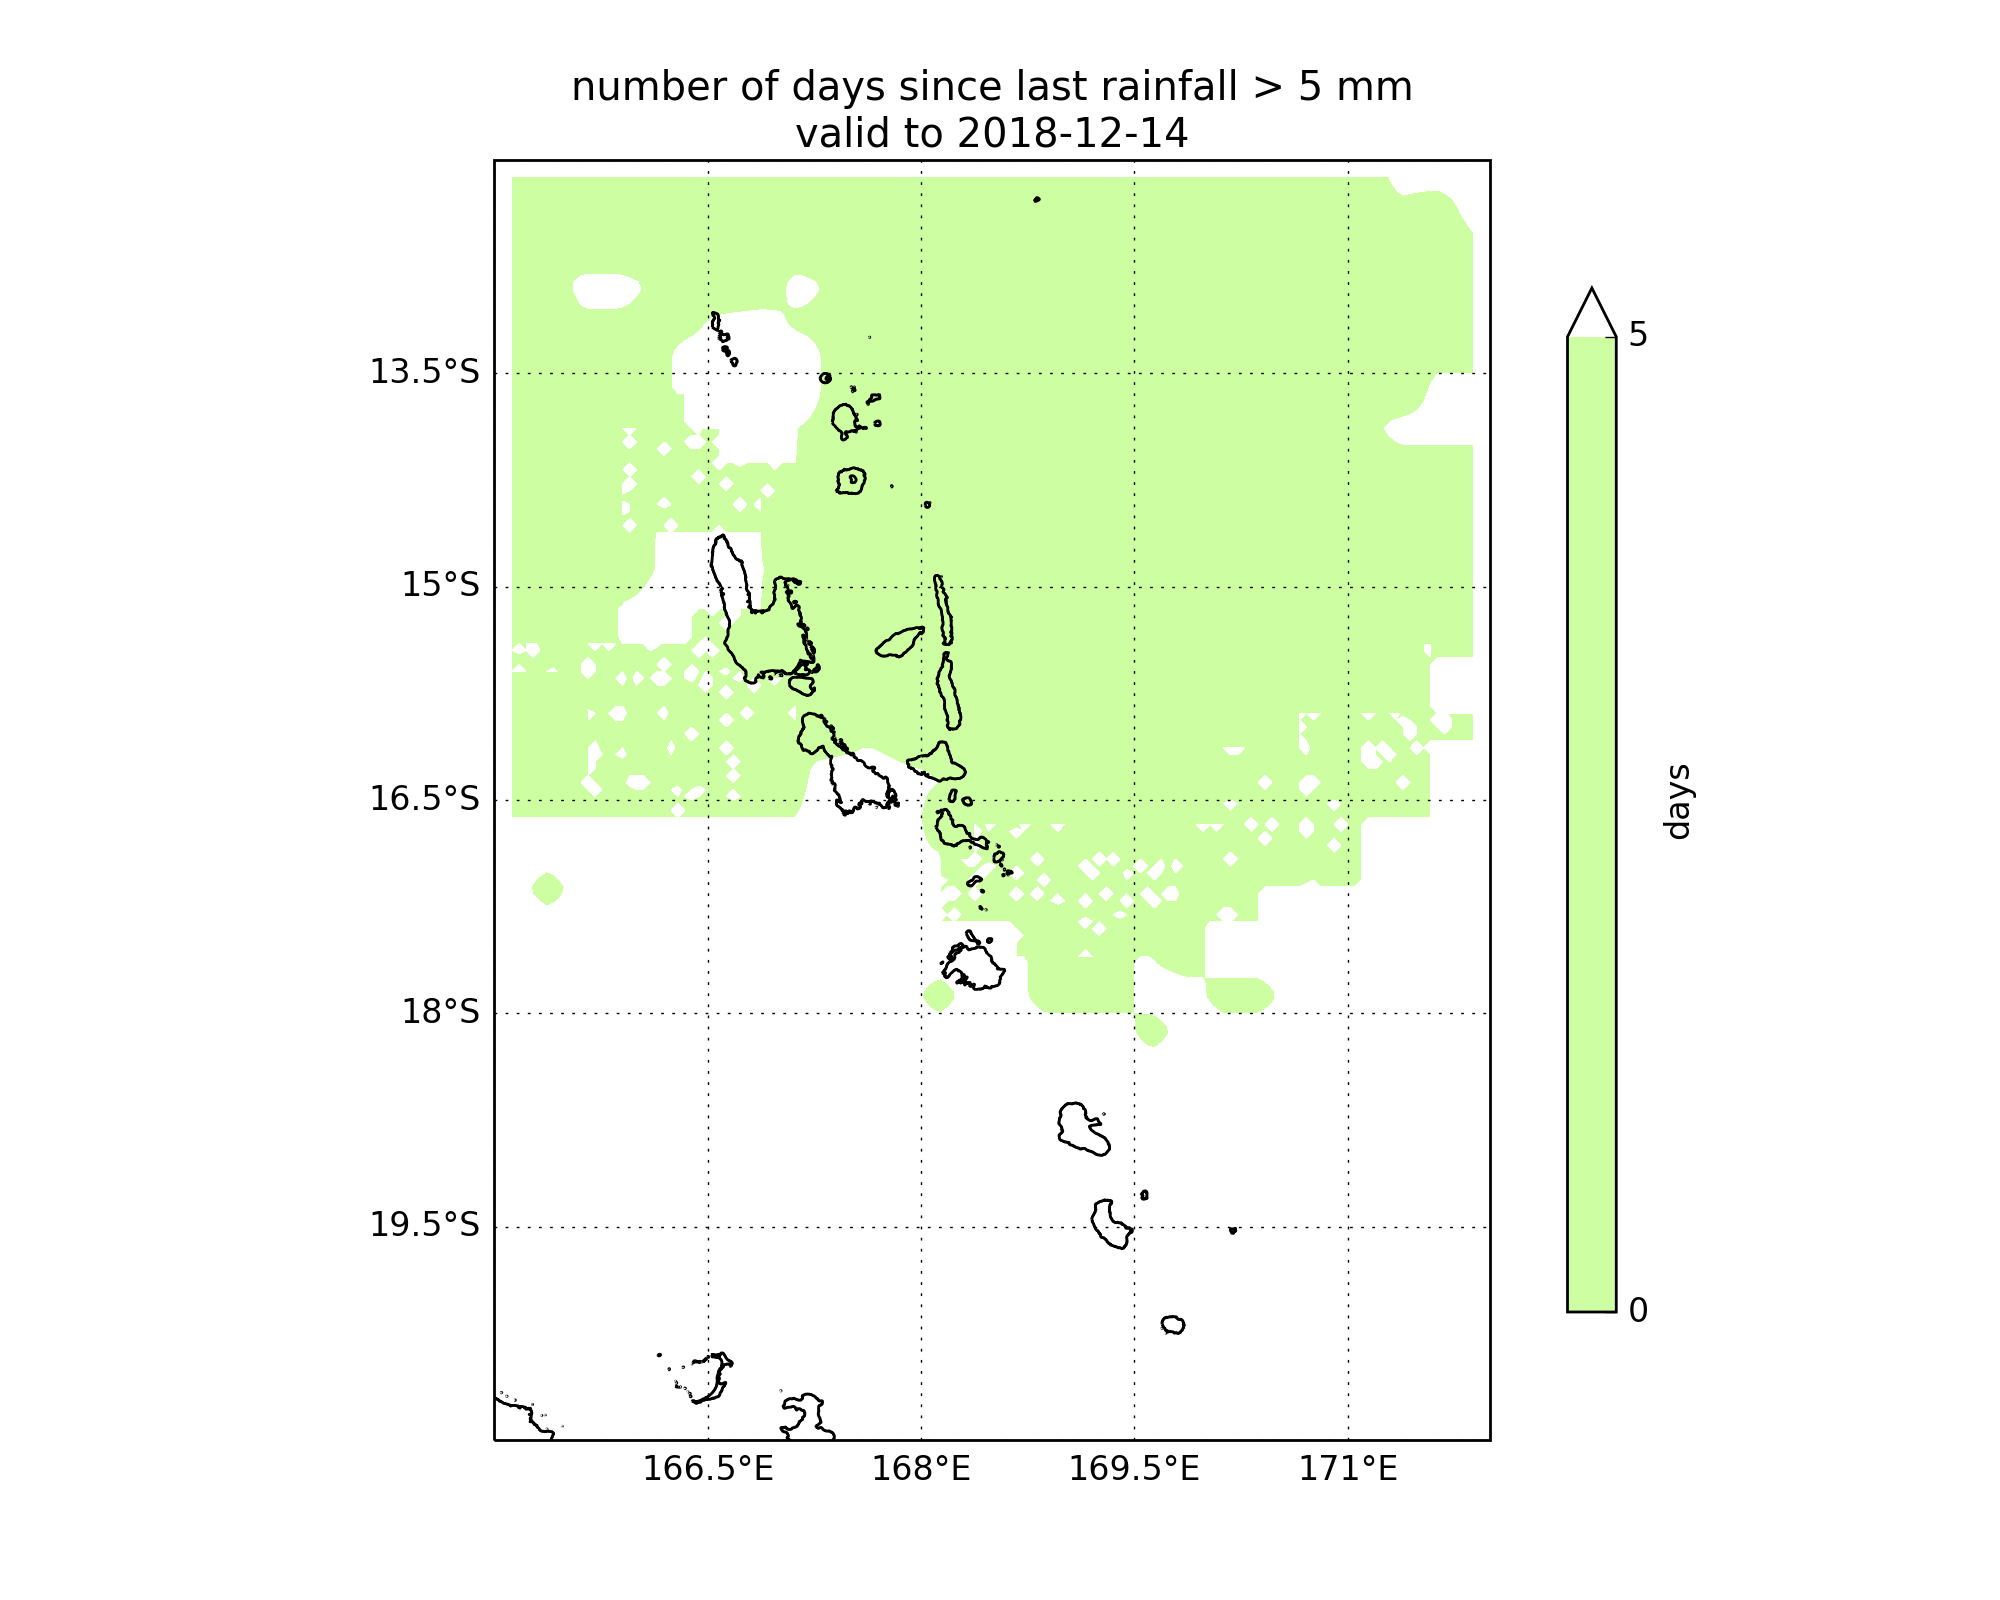 number of days since last rainfall > 5 mm
valid to 2018-12-14
13.5°S
15°S
16.5°S
18°S
19.5°S
166.5°E
168°E
169.5°E
171°E
5
0
days